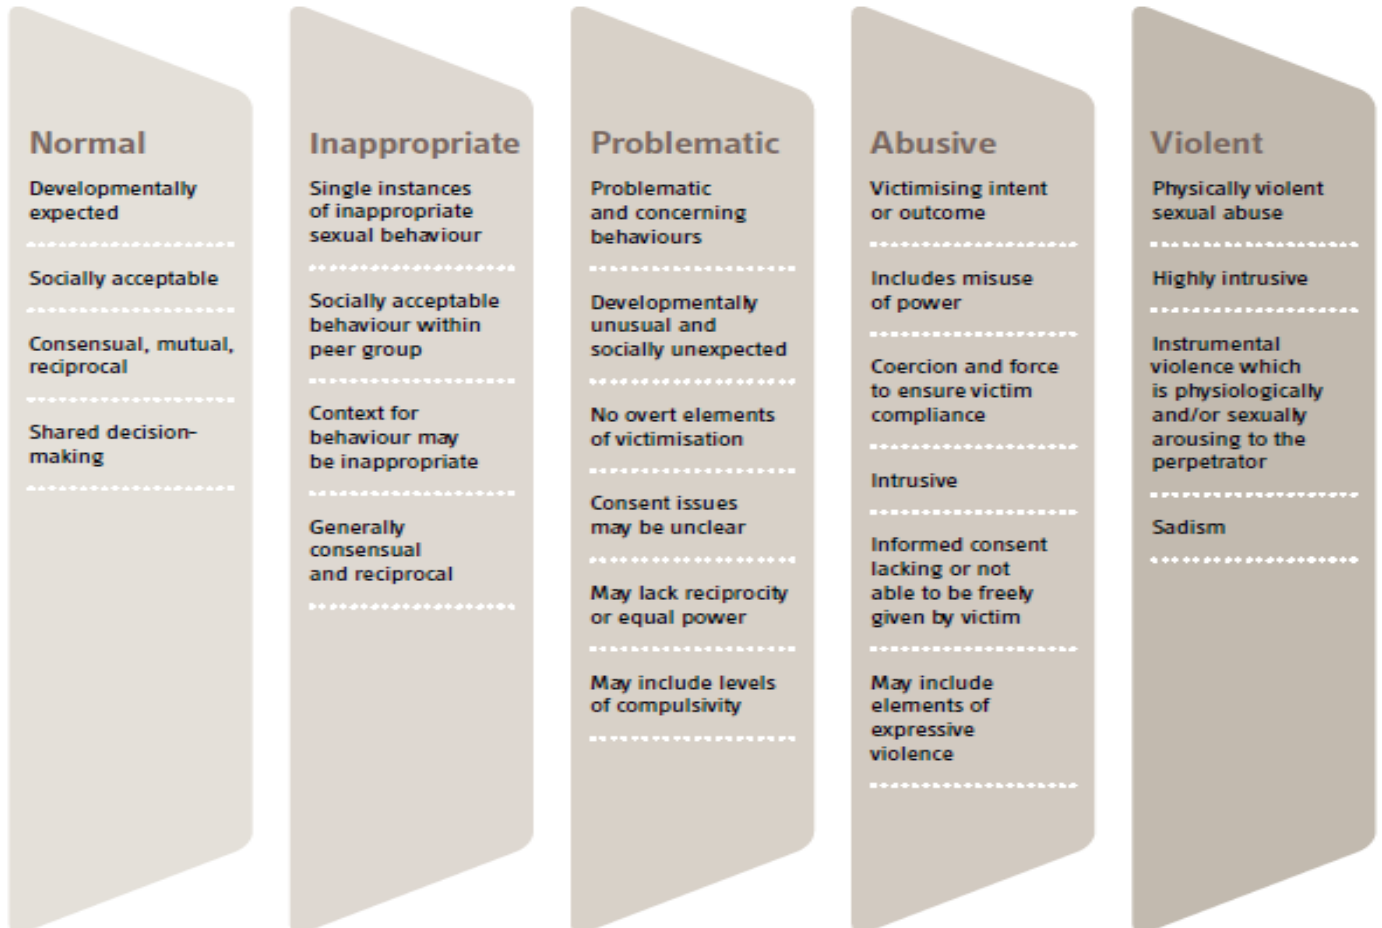 Normal
Developmentally
expected
Socially acceptable
Consensual, mutual,
reciprocal
Shared decision-
making
Inappropriate
Single instances
of inappropriate
sexual behaviour
Socially acceptable
behaviour within
peer group
Context for
behaviour may
be inappropriate
Generally
consensual
and reciprocal
Problematic
Problematic
and concerning
behaviours
Developmentally
unusual and
socially unexpected
No overt elements
of victimisation
Consent issues
may be unclear
May lack reciprocity
or equal power
May include levels
of compulsivity
Abusive
Victimising intent
or outcome
Includes misuse
of power
Coercion and force
to ensure victim
compliance
Intrusive
Informed consent
lacking or not
able to be freely
given by victim
May include
elements of
expressive
violence
Violent
Physically violent
sexual abuse
Highly intrusive
Instrumental
violence which
is physiologically
and/or sexually
arousing to the
perpetrator
Sadism